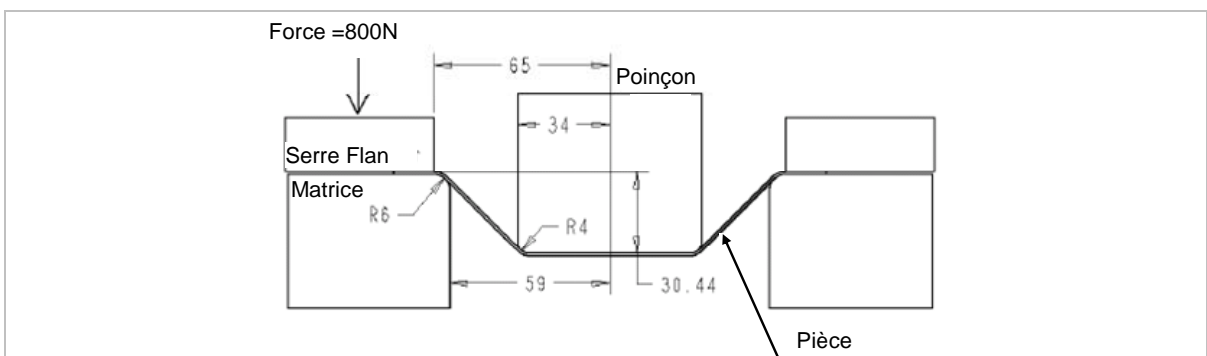 Force =800N
65
Poinçon
34
Serre Flan
Matrice
R6
R4
59
30.44
Pièce